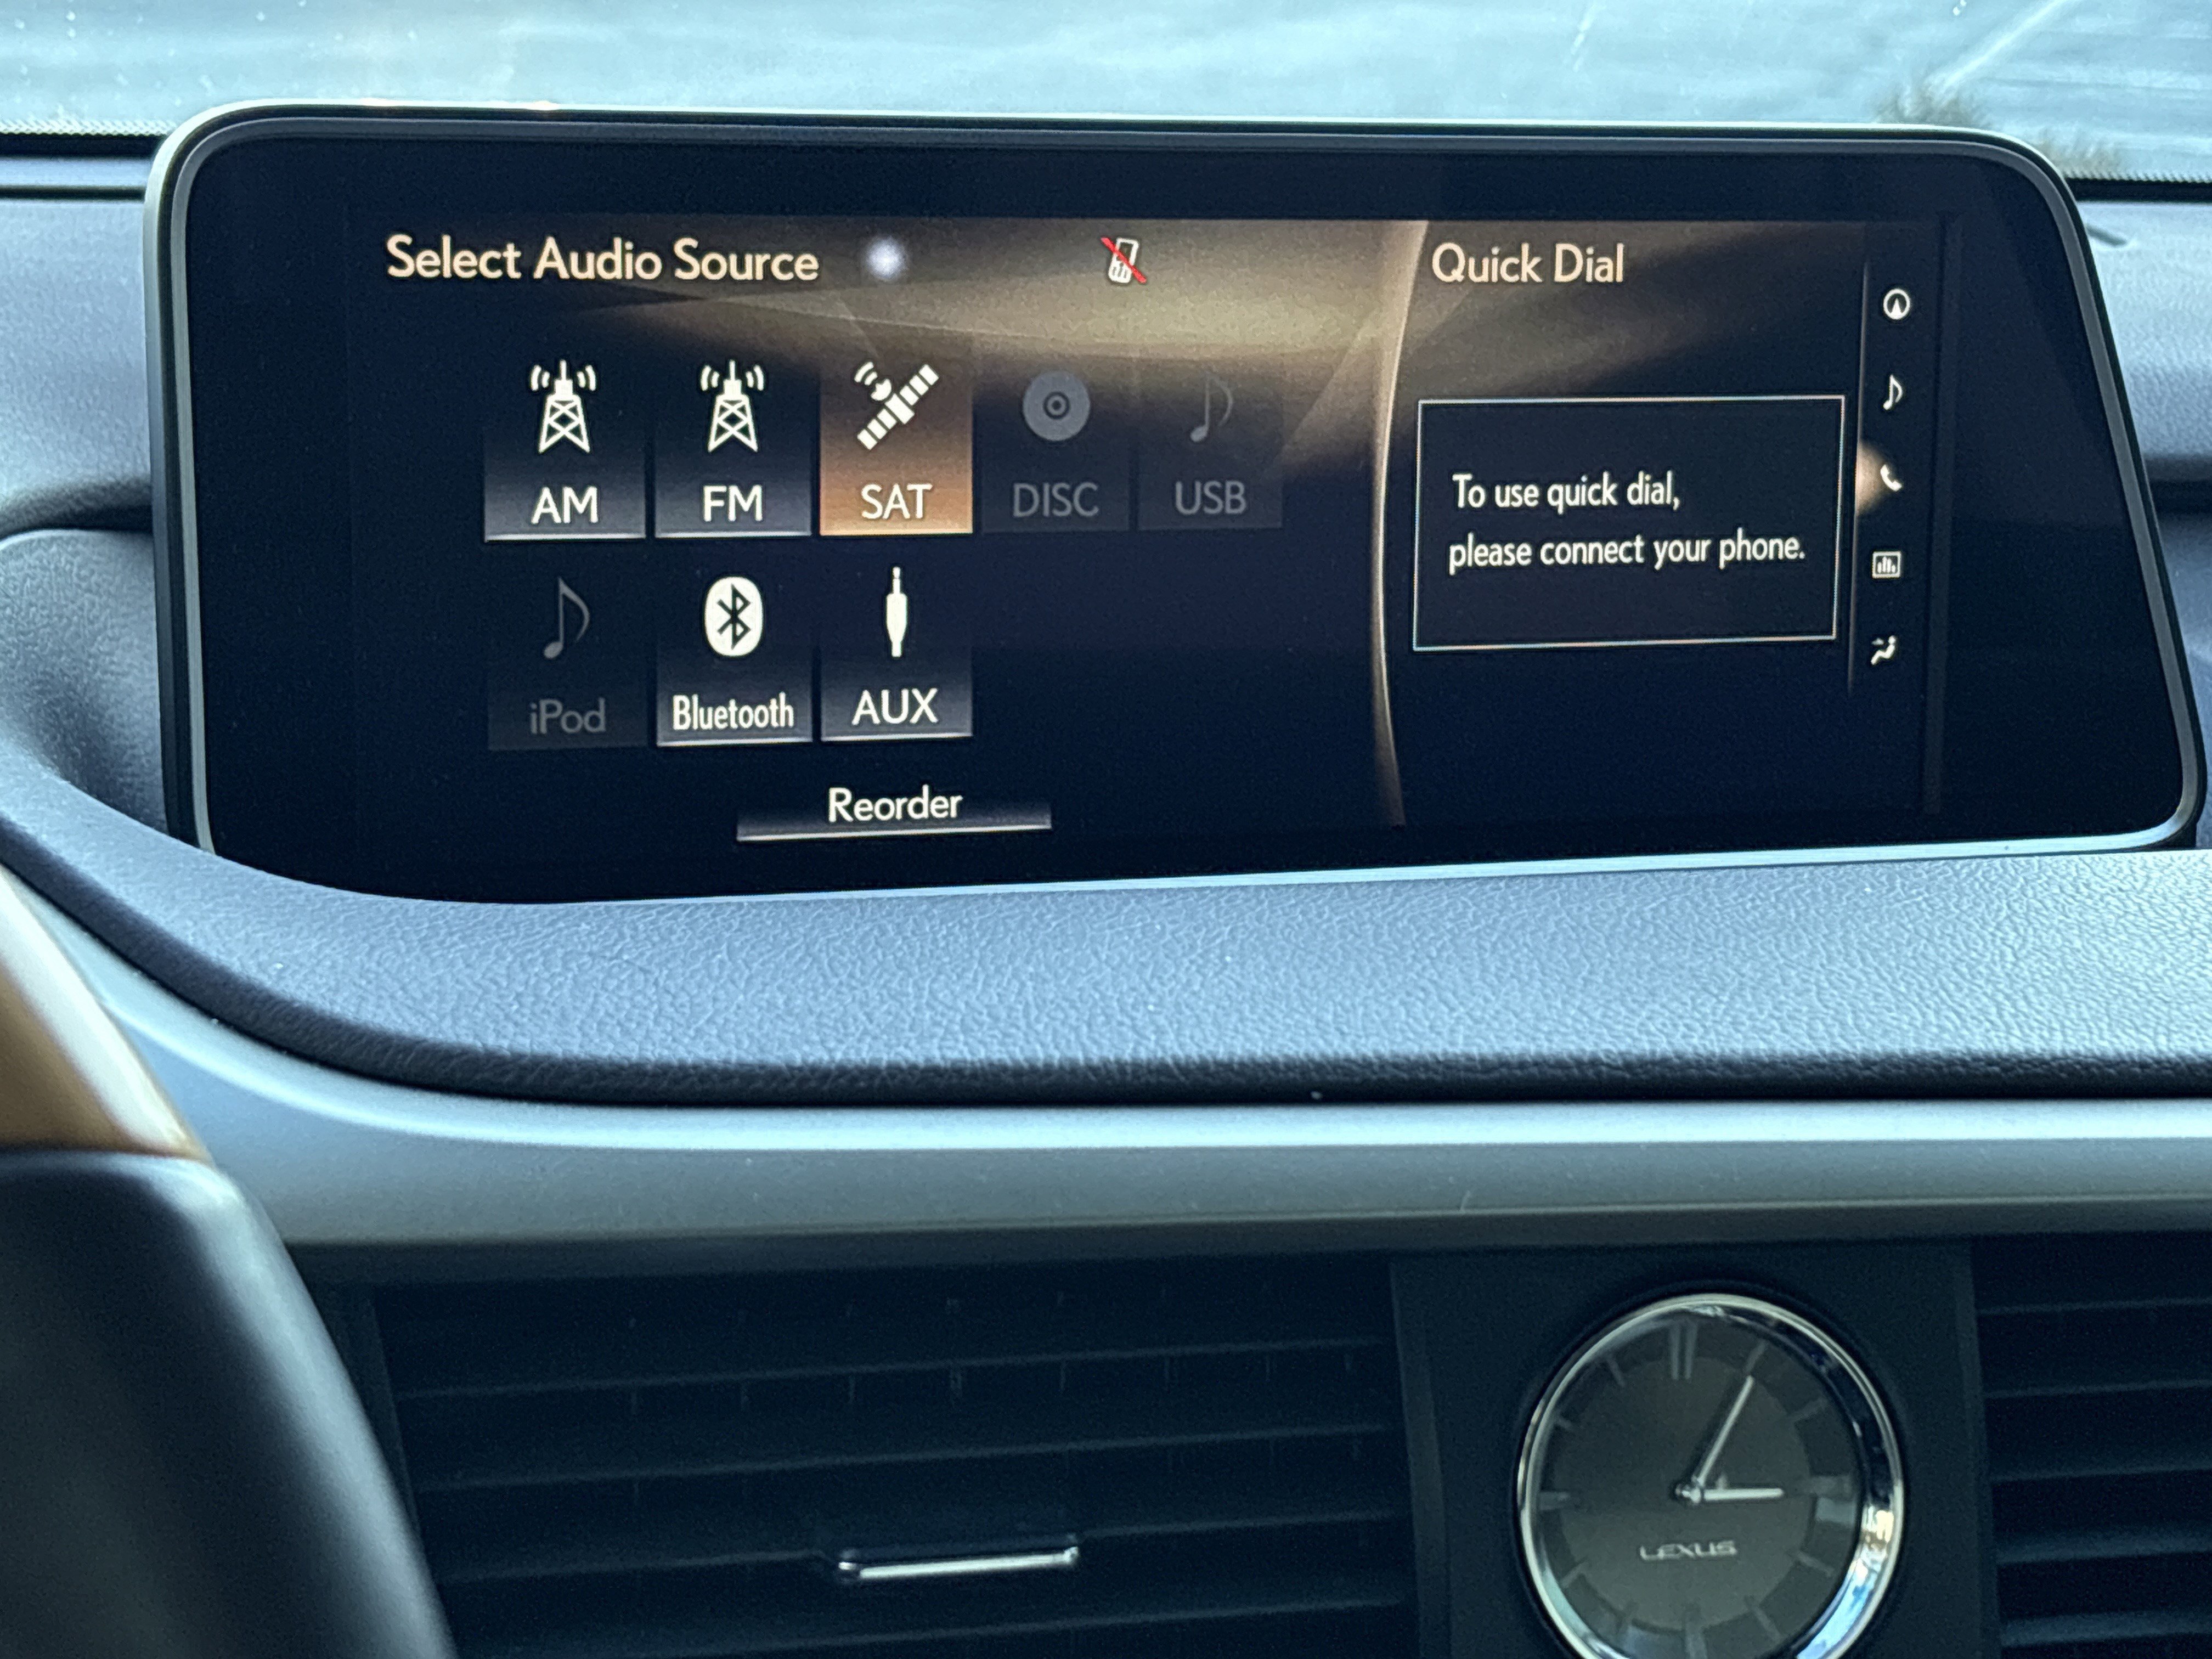 Select Audio Source
Quick Dial
AM
FM
SAT
DISC
USB
To use quick dial,
please connect your phone.
iPod
Bluetooth
AUX
Reorder
LEXUS